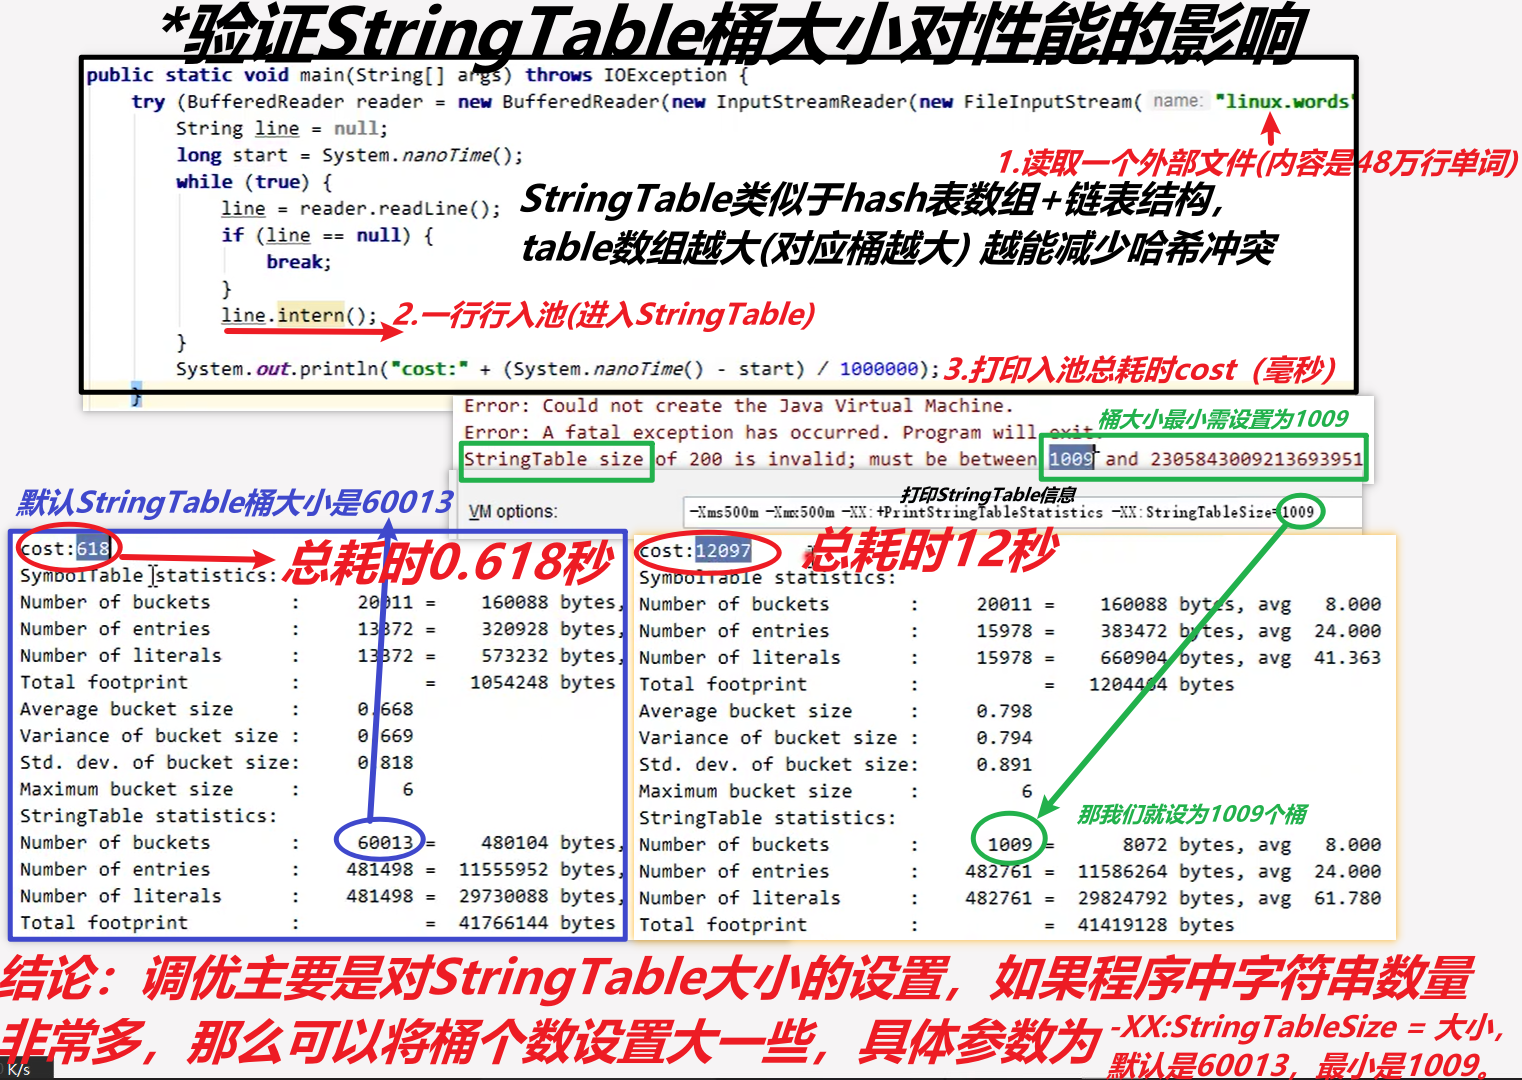 *验证StringTable桶大小对性能的影响
public static void main(String[] args) throws IOException {
try (BufferedReader reader = new BufferedReader(new InputStreamReader(new FileInputStream( name: "linux.words"
String line = null;
1.读取一个外部文件(内容是48万行单词)
long start = System.nanoTime();
while (true) {
line = reader.readLine();
StringTable类似于hash表数组+链表结构，
if (line == null) {
table数组越大(对应桶越大) 越能减少哈希冲突
break;
}
line.intern(); 2.一行行入池(进入StringTable)
}
System.out.println("cost:" + (System.nanoTime() - start) / 1000000); 3.打印入池总耗时cost（毫秒）
}
Error: Could not create the Java Virtual Machine.
桶大小最小需设置为1009
Error: A fatal exception has occurred. Program will exit.
StringTable size of 200 is invalid; must be between 1009 and 2305843009213693951
默认StringTable桶大小是60013
打印StringTable信息
VM options: -Xms500m -Xmx500m -XX:+PrintStringTableStatistics -XX:StringTableSize=1009
cost:618 总耗时0.618秒
SymbolTable statistics:
Number of buckets : 20011 = 160088 bytes,
Number of entries : 13372 = 320928 bytes,
Number of literals : 13372 = 573232 bytes,
Total footprint : = 1054248 bytes
Average bucket size : 0.668
Variance of bucket size : 0.669
Std. dev. of bucket size: 0.818
Maximum bucket size : 6
StringTable statistics:
Number of buckets : 60013 = 480104 bytes,
Number of entries : 481498 = 11555952 bytes,
Number of literals : 481498 = 29730088 bytes,
Total footprint : = 41766144 bytes
cost:12097 总耗时12秒
SymbolTable statistics:
Number of buckets : 20011 = 160088 bytes, avg 8.000
Number of entries : 15978 = 383472 bytes, avg 24.000
Number of literals : 15978 = 660904 bytes, avg 41.363
Total footprint : = 1204464 bytes
Average bucket size : 0.798
Variance of bucket size : 0.794
Std. dev. of bucket size: 0.891
Maximum bucket size : 6
StringTable statistics:
那我们就设为1009个桶
Number of buckets : 1009 = 8072 bytes, avg 8.000
Number of entries : 482761 = 11586264 bytes, avg 24.000
Number of literals : 482761 = 29824792 bytes, avg 61.780
Total footprint : = 41419128 bytes
结论：调优主要是对StringTable大小的设置，如果程序中字符串数量
非常多，那么可以将桶个数设置大一些，具体参数为 -XX:StringTableSize = 大小，
默认是60013，最小是1009。
K/s